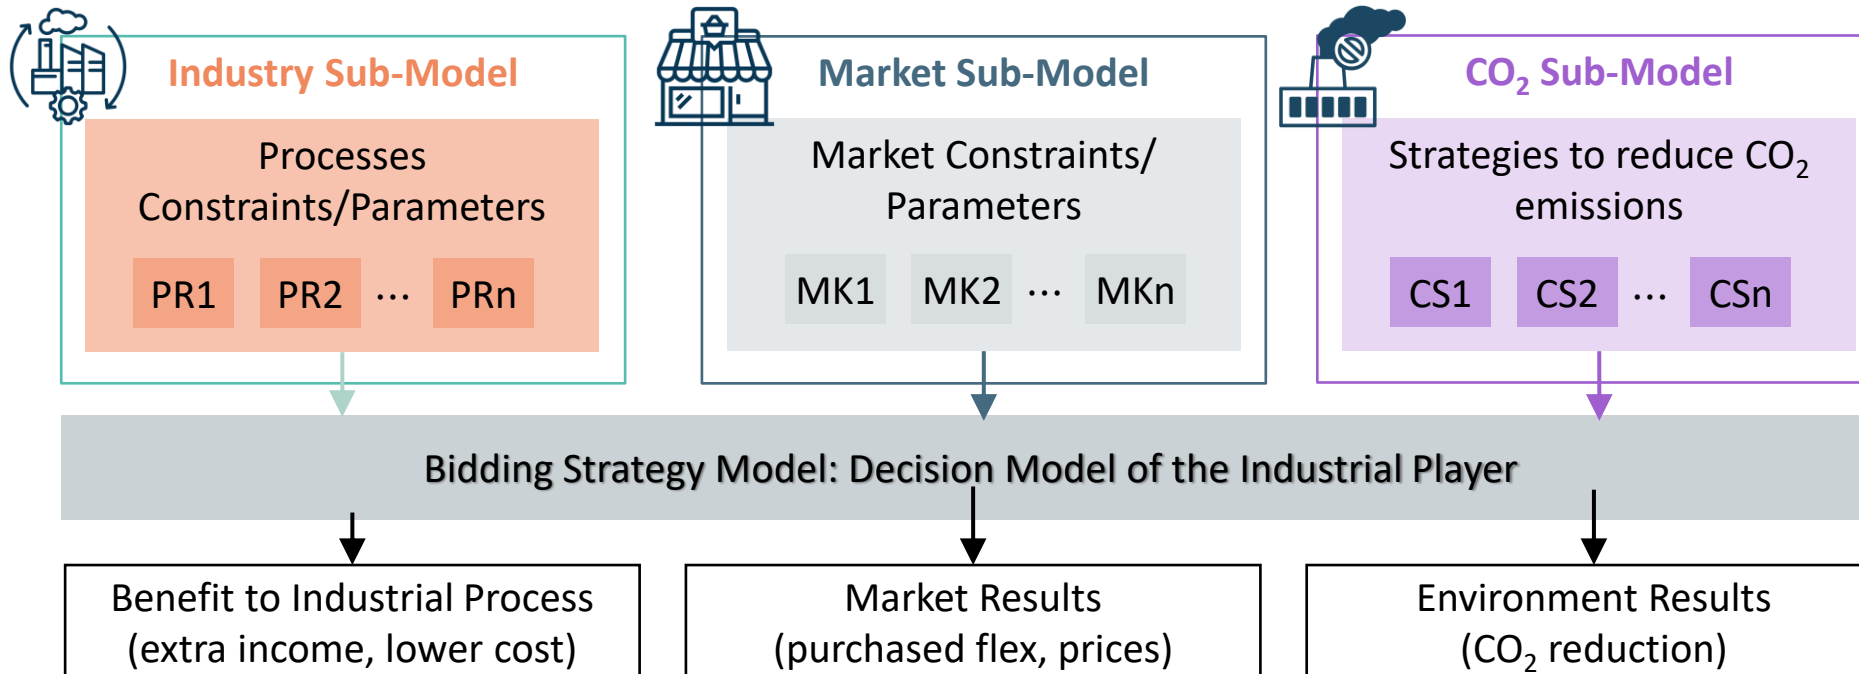 Industry Sub-Model
Processes
Constraints/Parameters
PR1 PR2 ... PRn
Market Sub-Model
Market Constraints/
Parameters
MK1 MK2 ... MKn
CO₂ Sub-Model
Strategies to reduce CO₂
emissions
CS1 CS2 ... CSn
Bidding Strategy Model: Decision Model of the Industrial Player
Benefit to Industrial Process
(extra income, lower cost)
Market Results
(purchased flex, prices)
Environment Results
(CO₂ reduction)